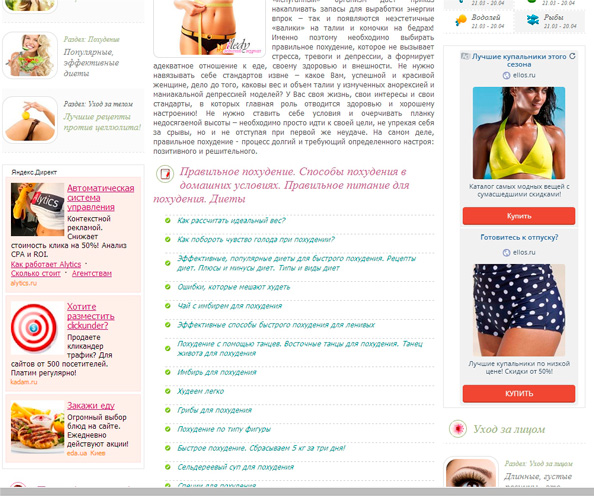 Раздел: Похудение
Популярные,
эффективные
диеты
Раздел: Уход за телом
Лучшие рецепты
против целлюлита!
Яндекс.Директ
Автоматическая
система
управления
Контекстной
рекламой.
Снижает
стоимость клика на 50%! Анализ
CPA и ROI.
Как работает Alytics ·
Сколько стоит · Агентствам
alytics.ru
Хотите
разместить
clickunder?
Продаете
кликандер
трафик? Для
сайтов от 500 посетителей.
Платим регулярно!
kadam.ru
Закажи еду
Огромный выбор
блюд на сайте.
Ежедневно
действуют акции!
eda.ua Киев
накапливать запасы для выработки энергии
впрок – так и появляются неэстетичные
«валики» на талии и комочки на бедрах!
Именно поэтому необходимо выбирать
правильное похудение, которое не вызывает
стресса, тревоги и депрессии, а формирует
адекватное отношение к еде, своему здоровью и внешности. Не нужно
навязывать себе стандартов извне – какое Вам, успешной и красивой
женщине, дело до того, каковы вес и объем талии у измученных анорексией и
маниакальной депрессией моделей? У Вас своя жизнь, свои интересы и свои
стандарты, в которых главная роль отводится здоровью и хорошему
настроению! Не нужно ставить себе условия и очерчивать планку
недосягаемой высоты – необходимо просто идти к своей цели, не упрекая себя
за срывы, но и не отступая при первой же неудаче. На самом деле,
правильное похудение - процесс долгий и требующий определенного настроя:
позитивного и решительного.
Правильное похудение. Способы похудения в
домашних условиях. Правильное питание для
похудения. Диеты
Как рассчитать идеальный вес?
Как побороть чувство голода при похудении?
Эффективные, популярные диеты для быстрого похудения. Рецепты
диет. Плюсы и минусы диет. Типы и виды диет
Ошибки, которые мешают худеть
Чай с имбирем для похудения
Эффективные способы быстрого похудения для ленивых
Похудение с помощью танцев. Восточные танцы для похудения. Танец
живота для похудения
Имбирь для похудения
Худеем легко
Грибы для похудения
Похудение по типу фигуры
Быстрое похудение. Сбрасываем 5 кг за три дня!
Сельдереевый суп для похудения
Специи для похудения
Водолей
21.03 - 20.04
Рыбы
21.03 - 20.04
Лучшие купальники этого
сезона
ellos.ru
Каталог самых модных вещей с
сумасшедшими скидками!
Купить
Готовитесь к отпуску?
ellos.ru
Лучшие купальники по низкой
цене! Скидки от 50%!
КУПИТЬ
Уход за лицом
Раздел: Уход за лицом
Длинные, густые